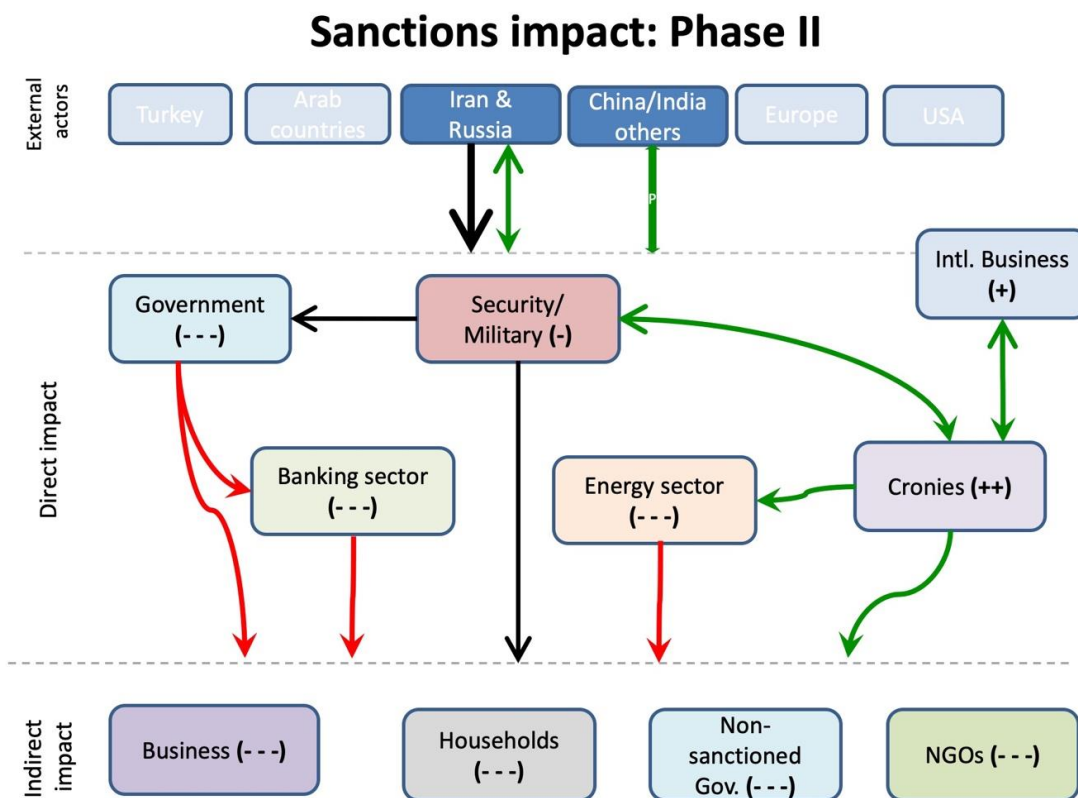 Sanctions impact: Phase II
External
actors
Turkey
Arab
countries
Iran &
Russia
China/India
others
Europe
USA
P
Intl. Business
(+)
Government
(- - -)
Security/
Military (-)
Direct impact
Banking sector
(- - -)
Energy sector
(- - -)
Cronies (++)
Indirect
impact
Business (- - -)
Households
(- - -)
Non-
sanctioned
Gov. (- - -)
NGOs (- - -)